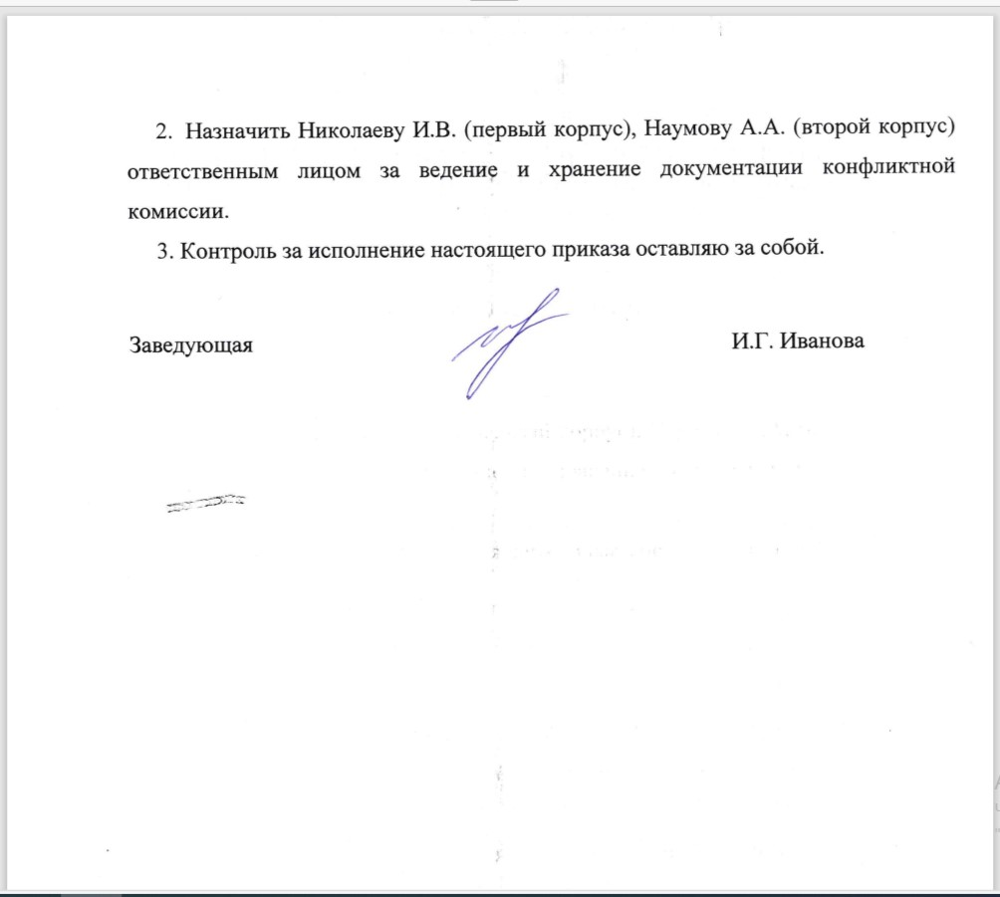 2. Назначить Николаеву И.В. (первый корпус), Наумову А.А. (второй корпус)
ответственным лицом за ведение и хранение документации конфликтной
комиссии.
3. Контроль за исполнение настоящего приказа оставляю за собой.
Заведующая И.Г. Иванова